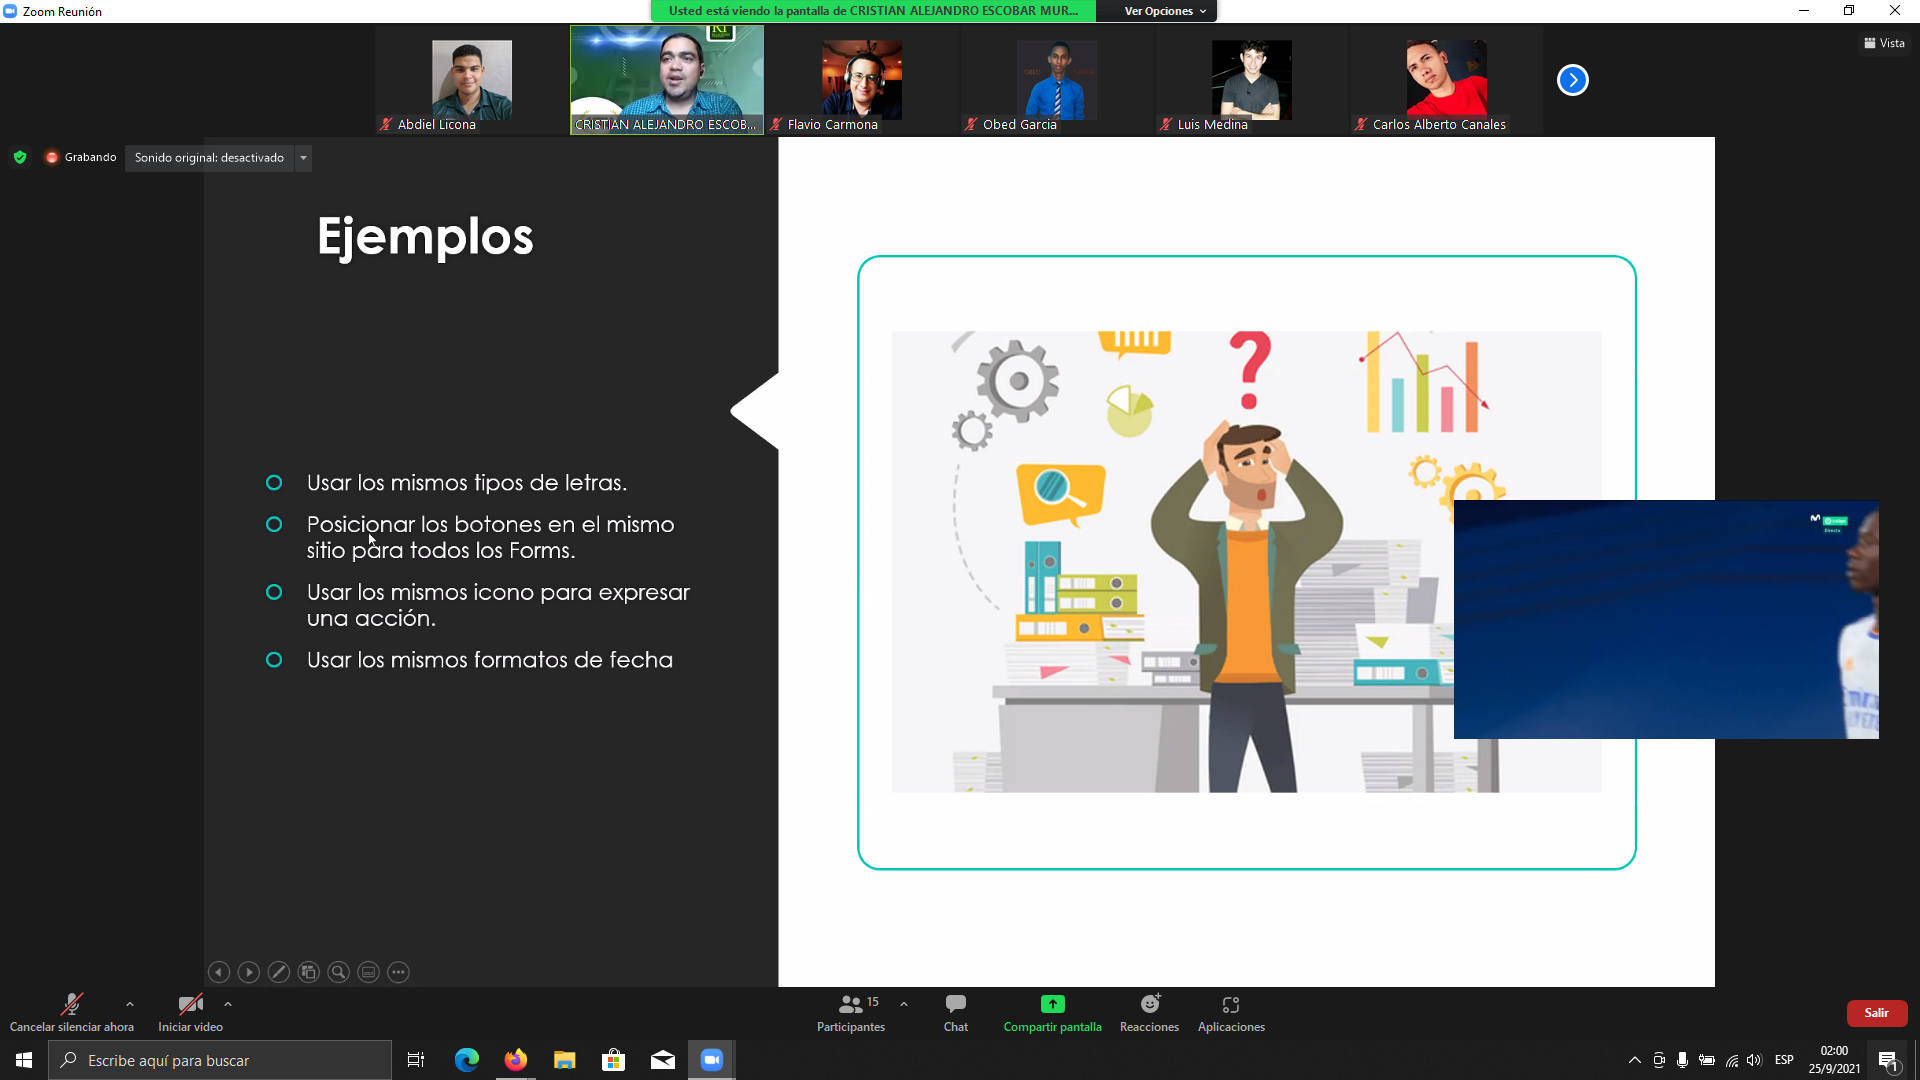 Zoom Reunión
Usted está viendo la pantalla de CRISTIAN ALEJANDRO ESCOBAR MUR...
Ver Opciones
Vista
Abdiel Licona
CRISTIAN ALEJANDRO ESCOB...
Flavio Carmona
Obed Garcia
Luis Medina
Carlos Alberto Canales
Grabando
Sonido original: desactivado
Ejemplos
Usar los mismos tipos de letras.
Posicionar los botones en el mismo
sitio para todos los Forms.
Usar los mismos icono para expresar
una acción.
Usar los mismos formatos de fecha
?
Cancelar silenciar ahora
Iniciar video
15
Participantes
Chat
Compartir pantalla
Reacciones
Aplicaciones
Salir
Escribe aquí para buscar
ESP
02:00
25/9/2021
1